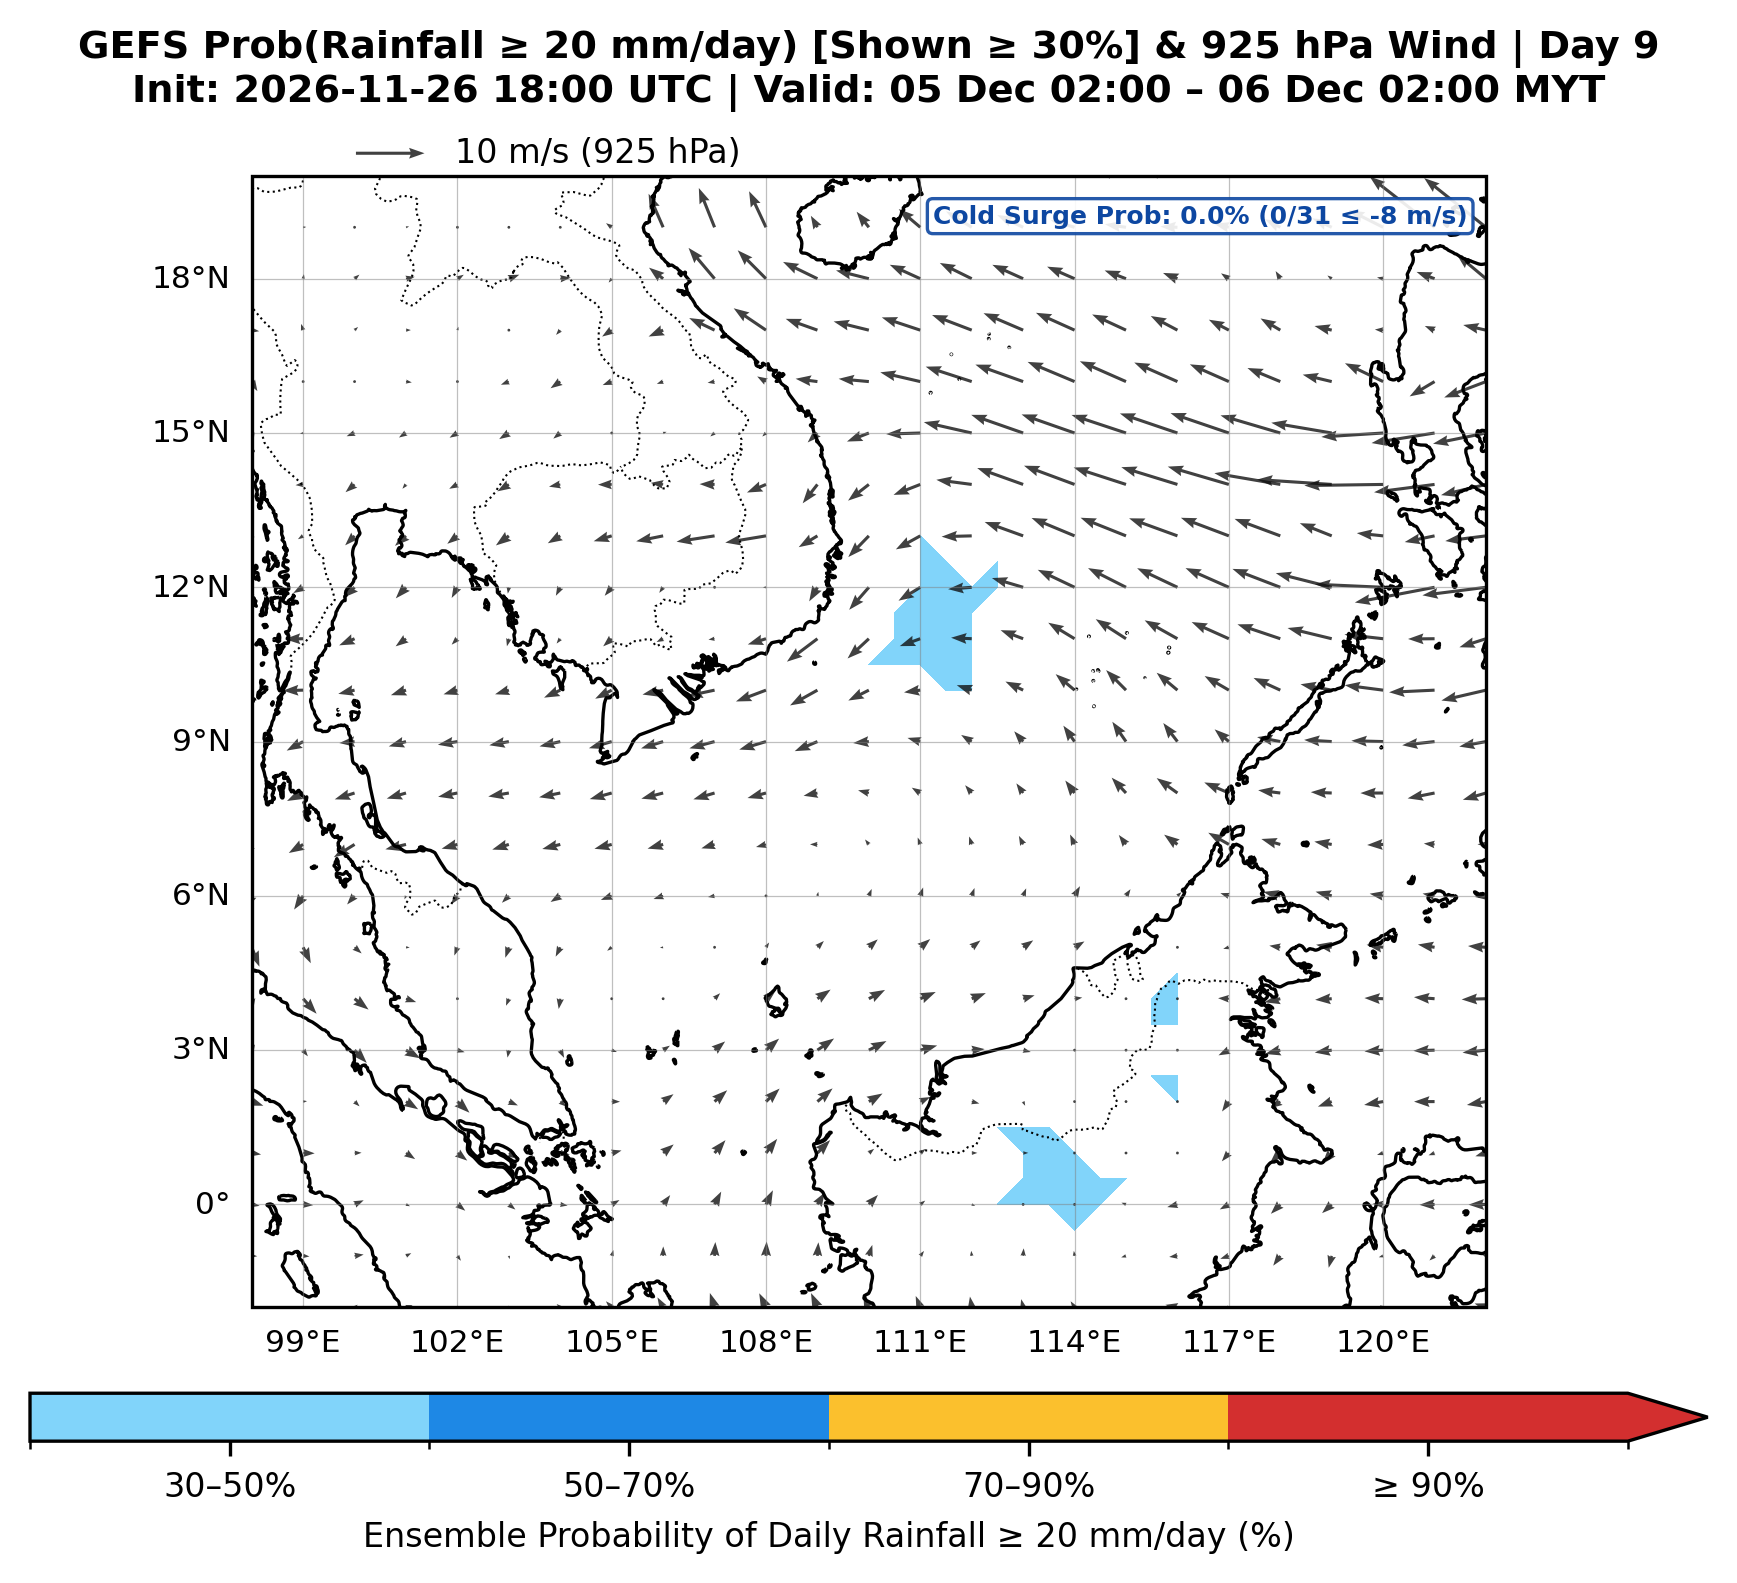 GEFS Prob(Rainfall ≥ 20 mm/day) [Shown ≥ 30%] & 925 hPa Wind | Day 9
Init: 2026-11-26 18:00 UTC | Valid: 05 Dec 02:00 – 06 Dec 02:00 MYT
10 m/s (925 hPa)
Cold Surge Prob: 0.0% (0/31 ≤ -8 m/s)
18°N
15°N
12°N
9°N
6°N
3°N
0°
99°E 102°E 105°E 108°E 111°E 114°E 117°E 120°E
30–50% 50–70% 70–90% ≥ 90%
Ensemble Probability of Daily Rainfall ≥ 20 mm/day (%)